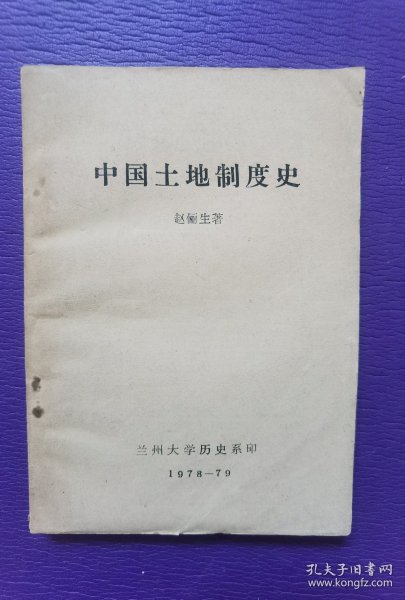 中国土地制度史
赵俪生著
兰州大学历史系印
1978—79
孔夫子旧书网
www.kongfz.com